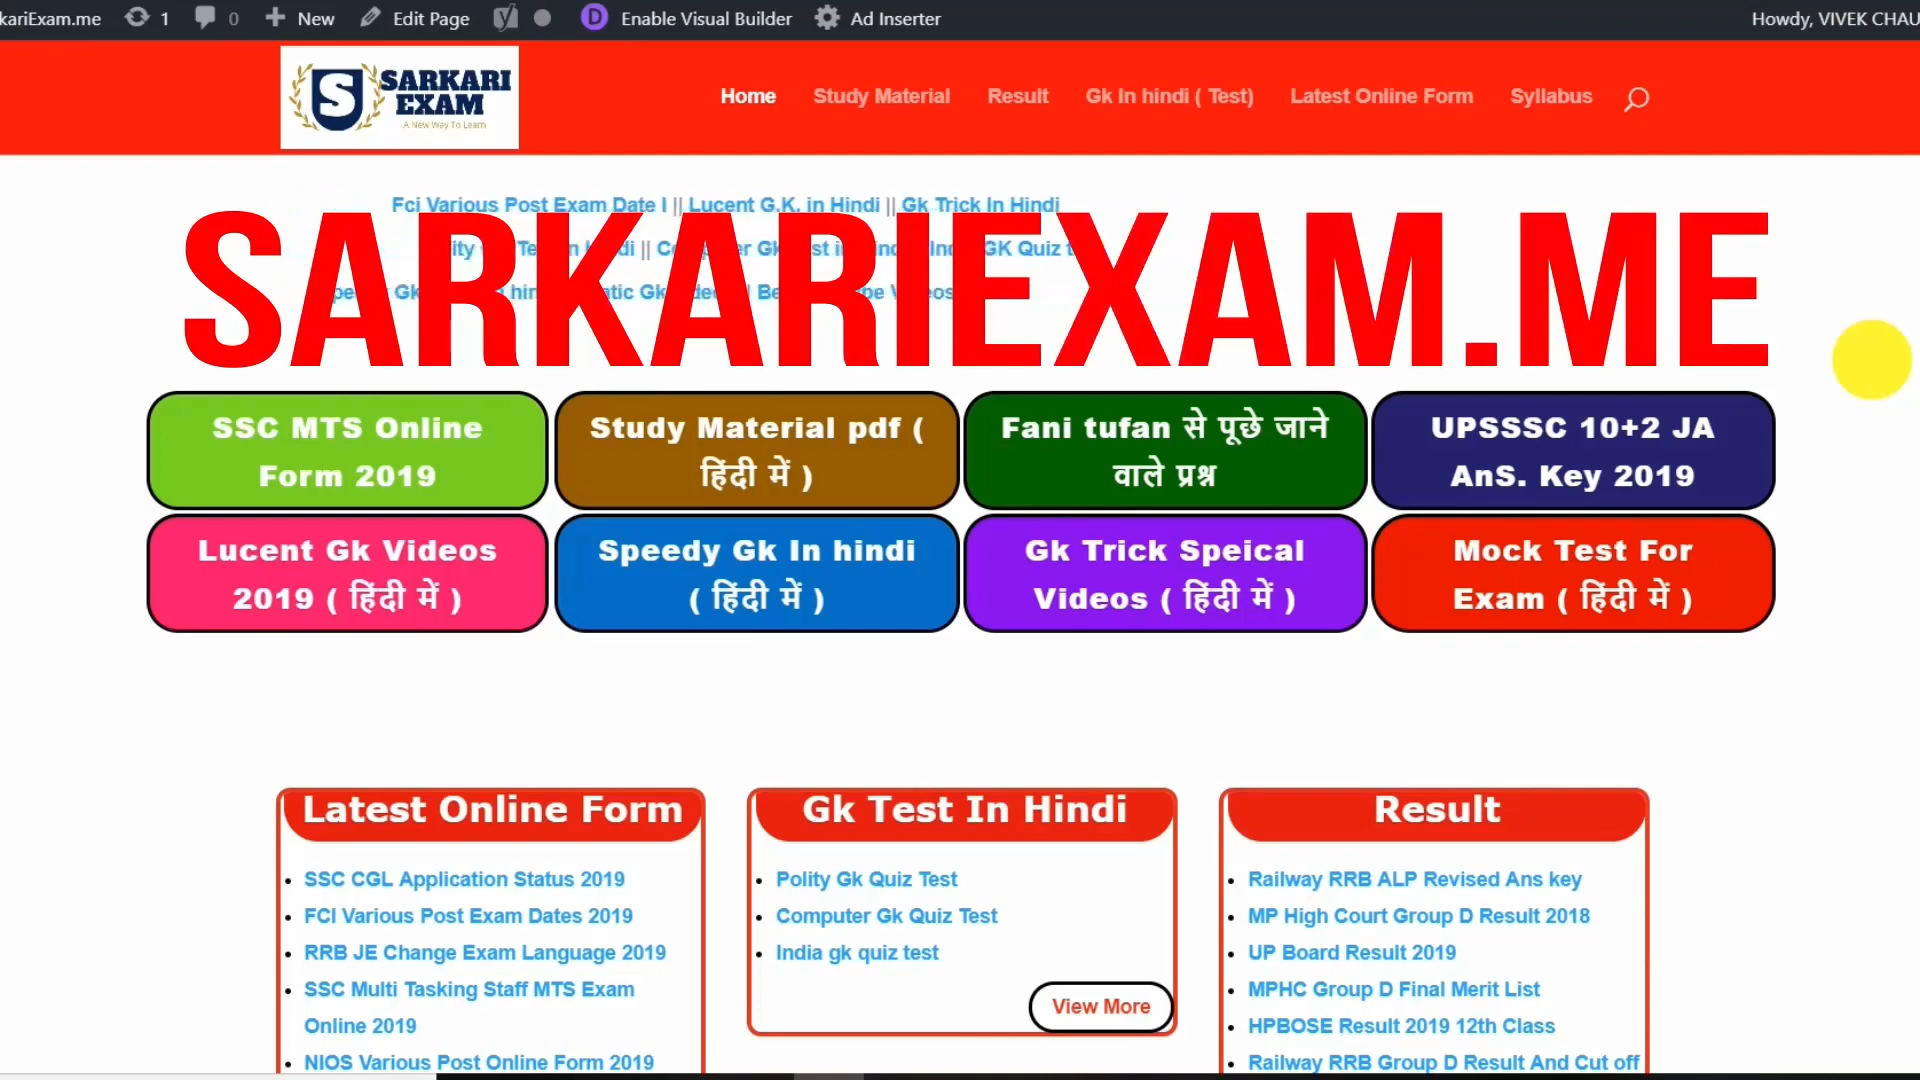 kariExam.me 1 0 New Edit Page Enable Visual Builder Ad Inserter Howdy, VIVEK CHAU
SARKARI
EXAM
A New Way To Learn
Home Study Material Result Gk In hindi ( Test) Latest Online Form Syllabus
Fci Various Post Exam Date I || Lucent G.K. in Hindi || Gk Trick In Hindi
SARKARIEXAM.ME
SSC MTS Online
Form 2019
Study Material pdf (
हिंदी में )
Fani tufan से पूछे जाने
वाले प्रश्न
UPSSSC 10+2 JA
AnS. Key 2019
Lucent Gk Videos
2019 ( हिंदी में )
Speedy Gk In hindi
( हिंदी में )
Gk Trick Speical
Videos ( हिंदी में )
Mock Test For
Exam ( हिंदी में )
Latest Online Form
SSC CGL Application Status 2019
FCI Various Post Exam Dates 2019
RRB JE Change Exam Language 2019
SSC Multi Tasking Staff MTS Exam
Online 2019
NIOS Various Post Online Form 2019
Gk Test In Hindi
Polity Gk Quiz Test
Computer Gk Quiz Test
India gk quiz test
View More
Result
Railway RRB ALP Revised Ans key
MP High Court Group D Result 2018
UP Board Result 2019
MPHC Group D Final Merit List
HPBOSE Result 2019 12th Class
Railway RRB Group D Result And Cut off